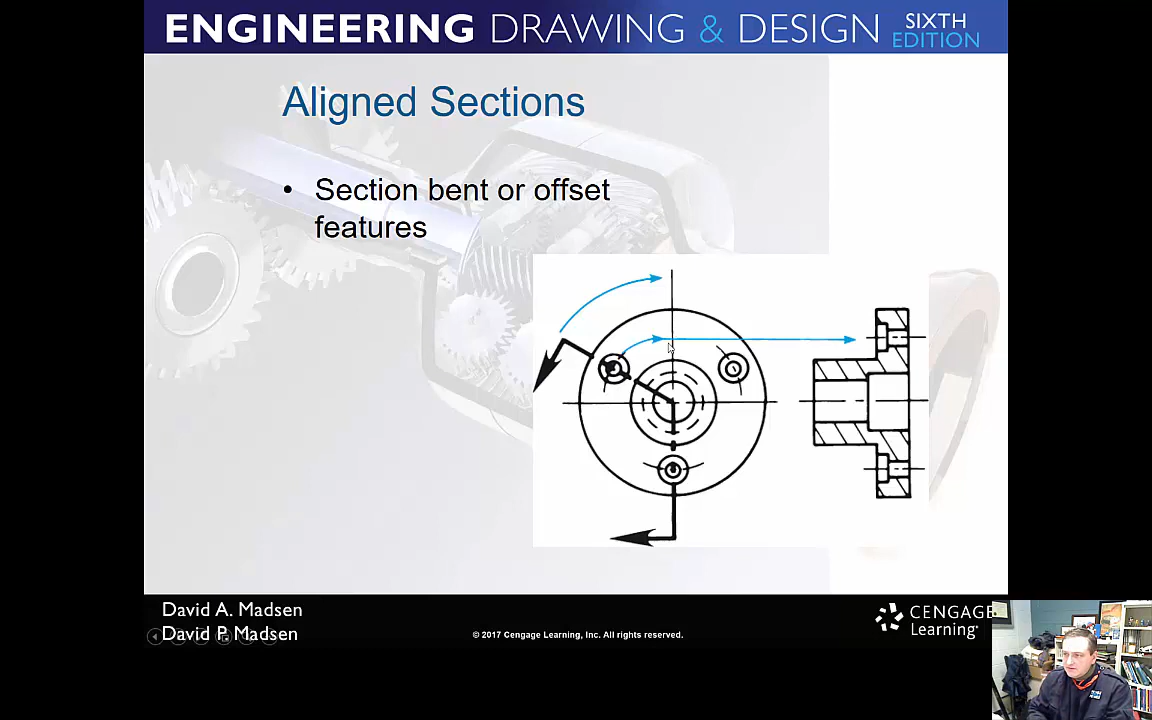 ENGINEERING DRAWING & DESIGN SIXTH EDITION
Aligned Sections
• Section bent or offset
features
David A. Madsen
David P. Madsen
© 2017 Cengage Learning, Inc. All rights reserved.
CENGAGE
Learning